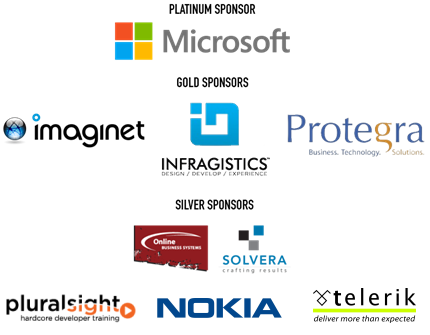 PLATINUM SPONSOR
Microsoft
GOLD SPONSORS
imaginet
INFRAGISTICS™
DESIGN / DEVELOP / EXPERIENCE
Protegra
Business. Technology. Solutions.
SILVER SPONSORS
Online
BUSINESS SYSTEMS
SOLVERA
crafting results
pluralsight
hardcore developer training
NOKIA
telerik
deliver more than expected